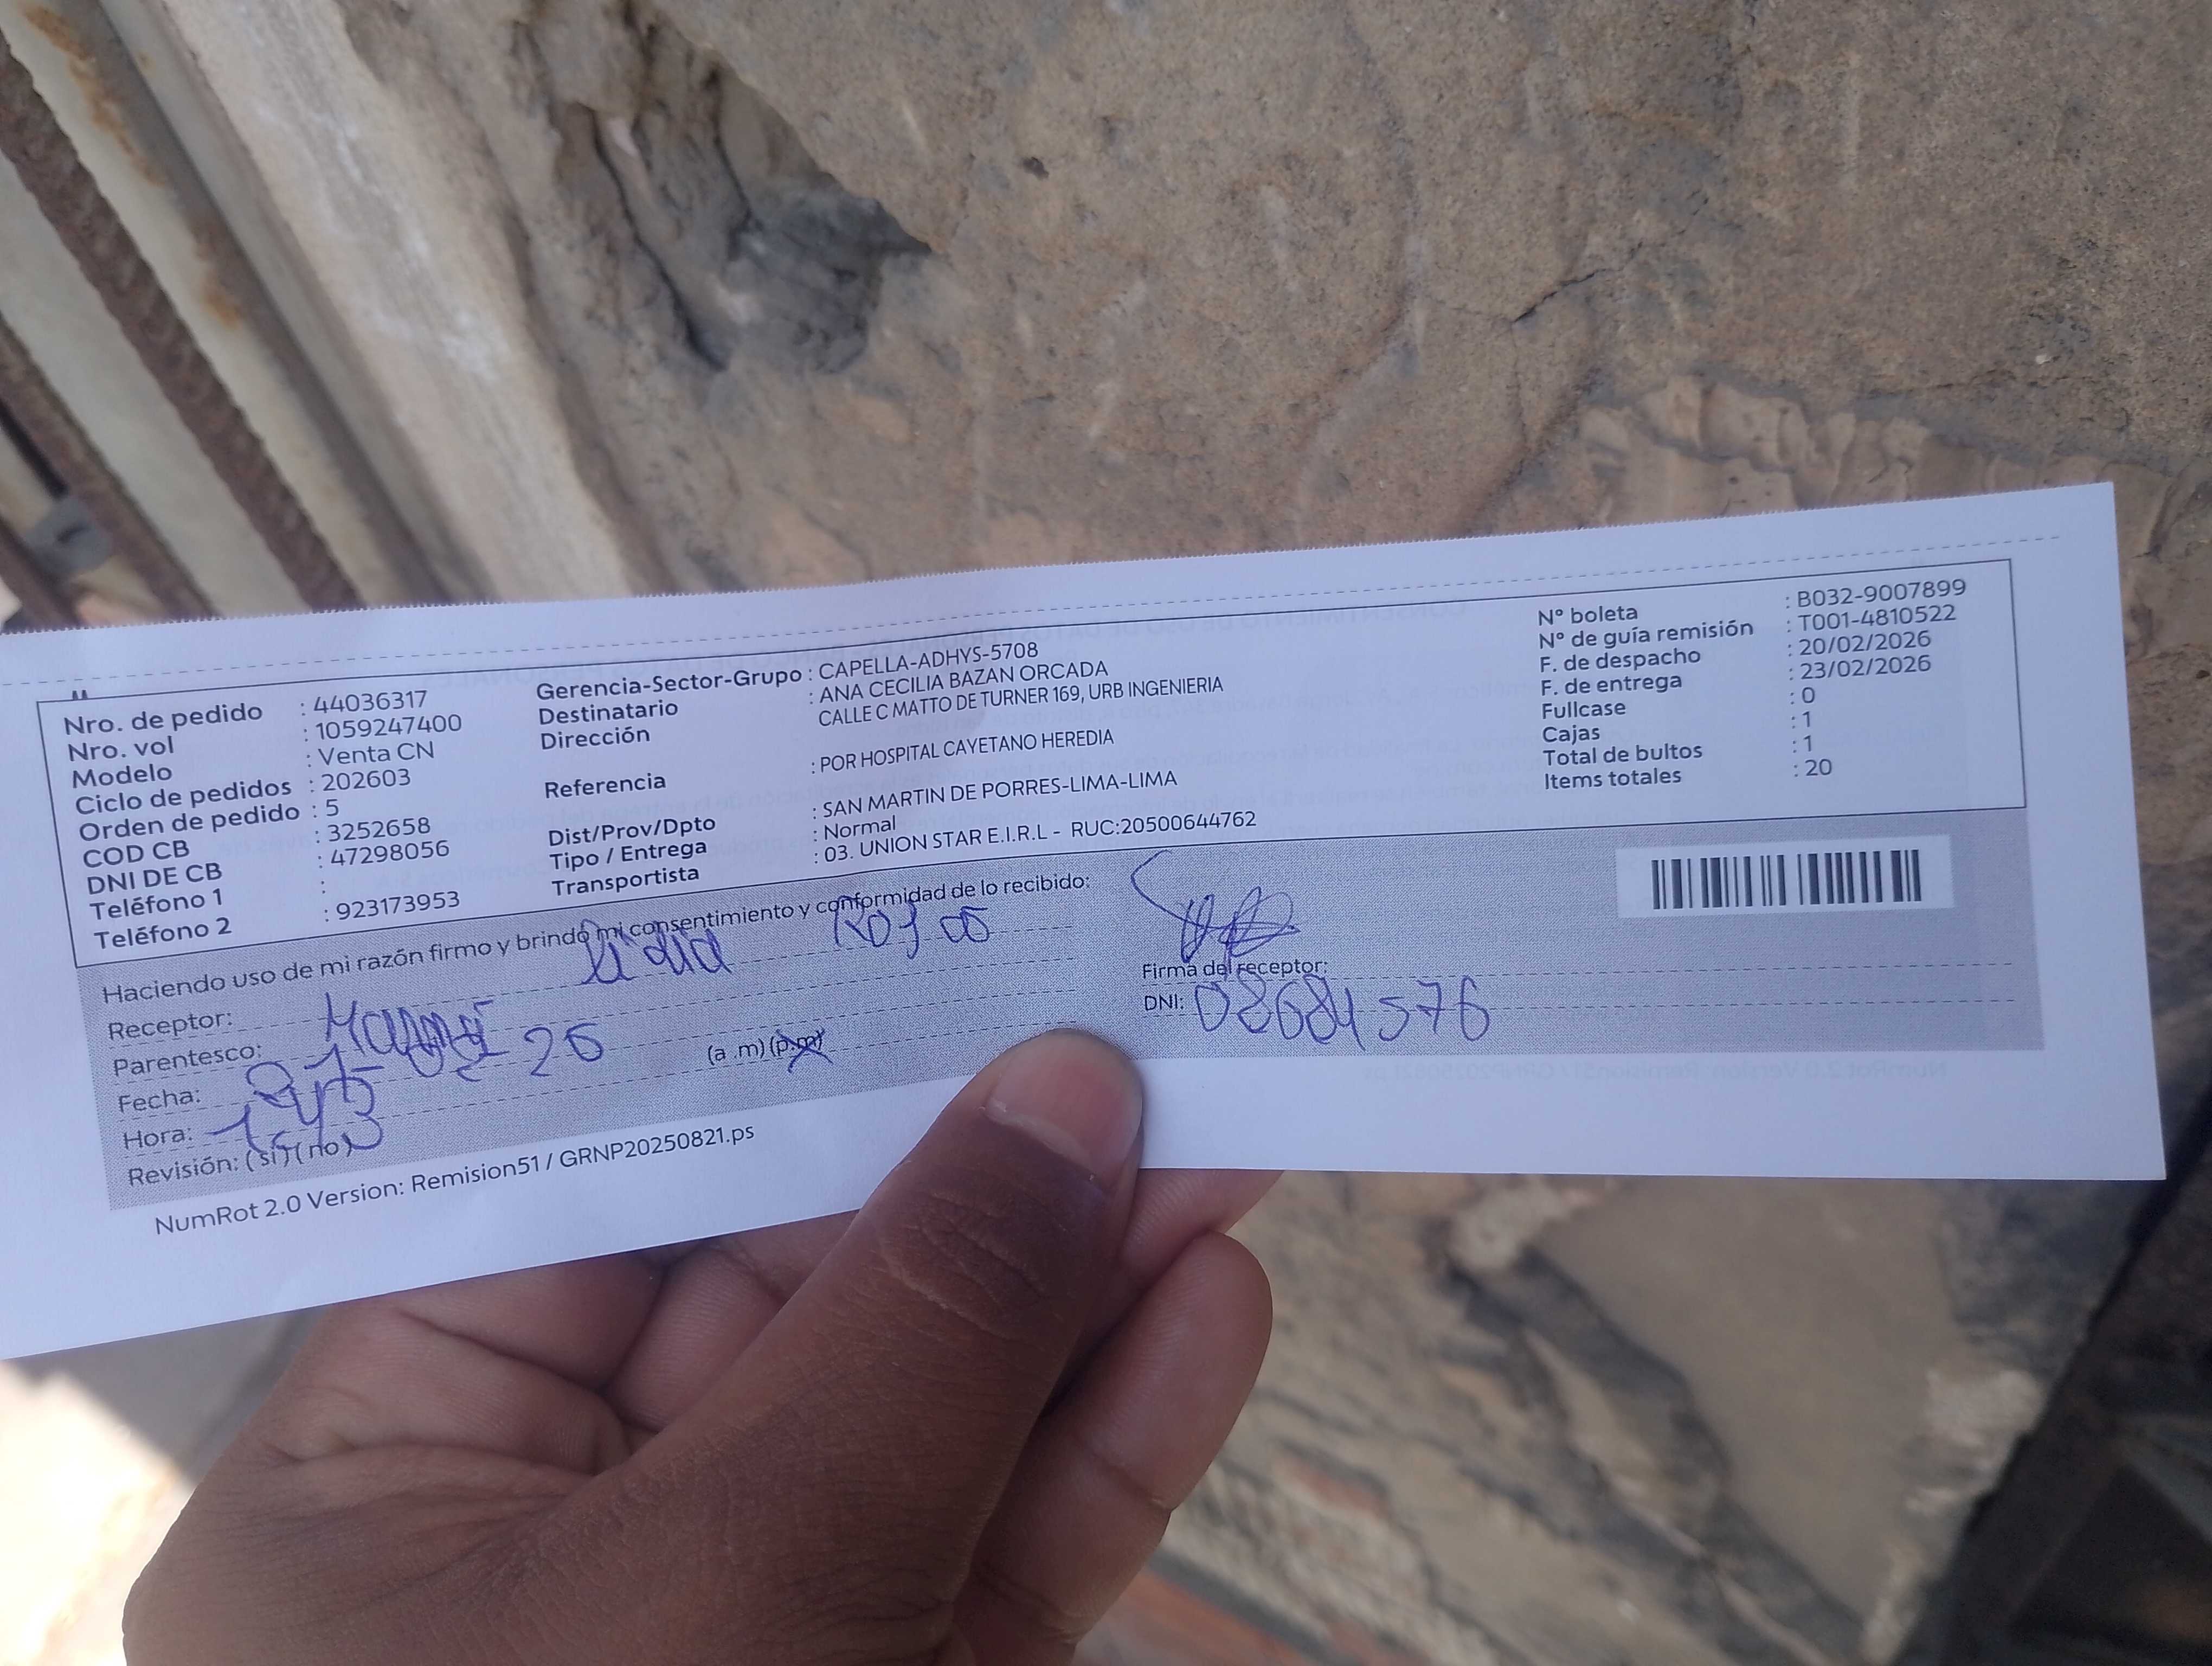 Nro. de pedido : 44036317
Nro. vol : 1059247400
Modelo : Venta CN
Ciclo de pedidos : 202603
Orden de pedido : 5
COD CB : 3252658
DNI DE CB : 47298056
Teléfono 1 :
Teléfono 2 : 923173953
Gerencia-Sector-Grupo : CAPELLA-ADHYS-5708
Destinatario : ANA CECILIA BAZAN ORCADA
Dirección CALLE C MATTO DE TURNER 169, URB INGENIERIA
Referencia : POR HOSPITAL CAYETANO HEREDIA
Dist/Prov/Dpto : SAN MARTIN DE PORRES-LIMA-LIMA
Tipo / Entrega : Normal
Transportista : 03. UNION STAR E.I.R.L - RUC:20500644762
N° boleta : B032-9007899
N° de guía remisión : T001-4810522
F. de despacho : 20/02/2026
F. de entrega : 23/02/2026
Fullcase : 0
Cajas : 1
Total de bultos : 1
Items totales : 20
Haciendo uso de mi razón firmo y brindo mi consentimiento y conformidad de lo recibido:
Receptor: Lidia Rojas
Parentesco: Mamá
Fecha: 26
Hora: (a .m) (p.m)
Revisión: ( si ) ( no )
Firma del receptor:
DNI: 08684576
NumRot 2.0 Version: Remision51 / GRNP20250821.ps